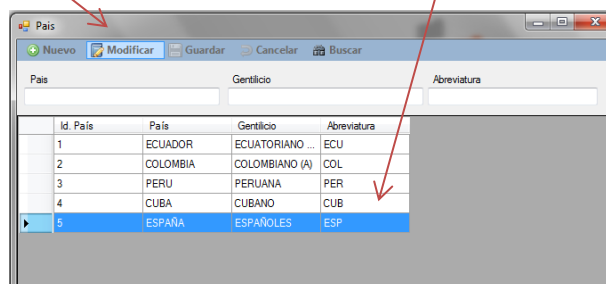 Pais
Nuevo Modificar Guardar Cancelar Buscar
Pais Gentilicio Abreviatura
Id. País País Gentilicio Abreviatura
1 ECUADOR ECUATORIANO ... ECU
2 COLOMBIA COLOMBIANO (A) COL
3 PERU PERUANA PER
4 CUBA CUBANO CUB
5 ESPAÑA ESPAÑOLES ESP